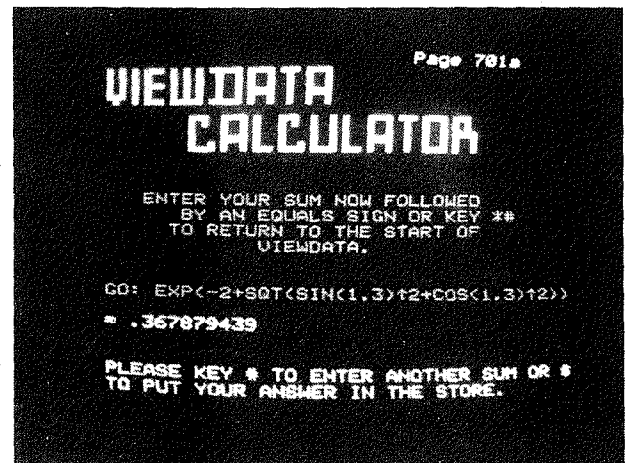 Page 701a
VIEWDATA
CALCULATOR
ENTER YOUR SUM NOW FOLLOWED
BY AN EQUALS SIGN OR KEY *#
TO RETURN TO THE START OF
VIEWDATA.
GO: EXP(-2+SQT(SIN(1.3)↑2+COS(1.3)↑2))
= .367879439
PLEASE KEY # TO ENTER ANOTHER SUM OR *
TO PUT YOUR ANSWER IN THE STORE.